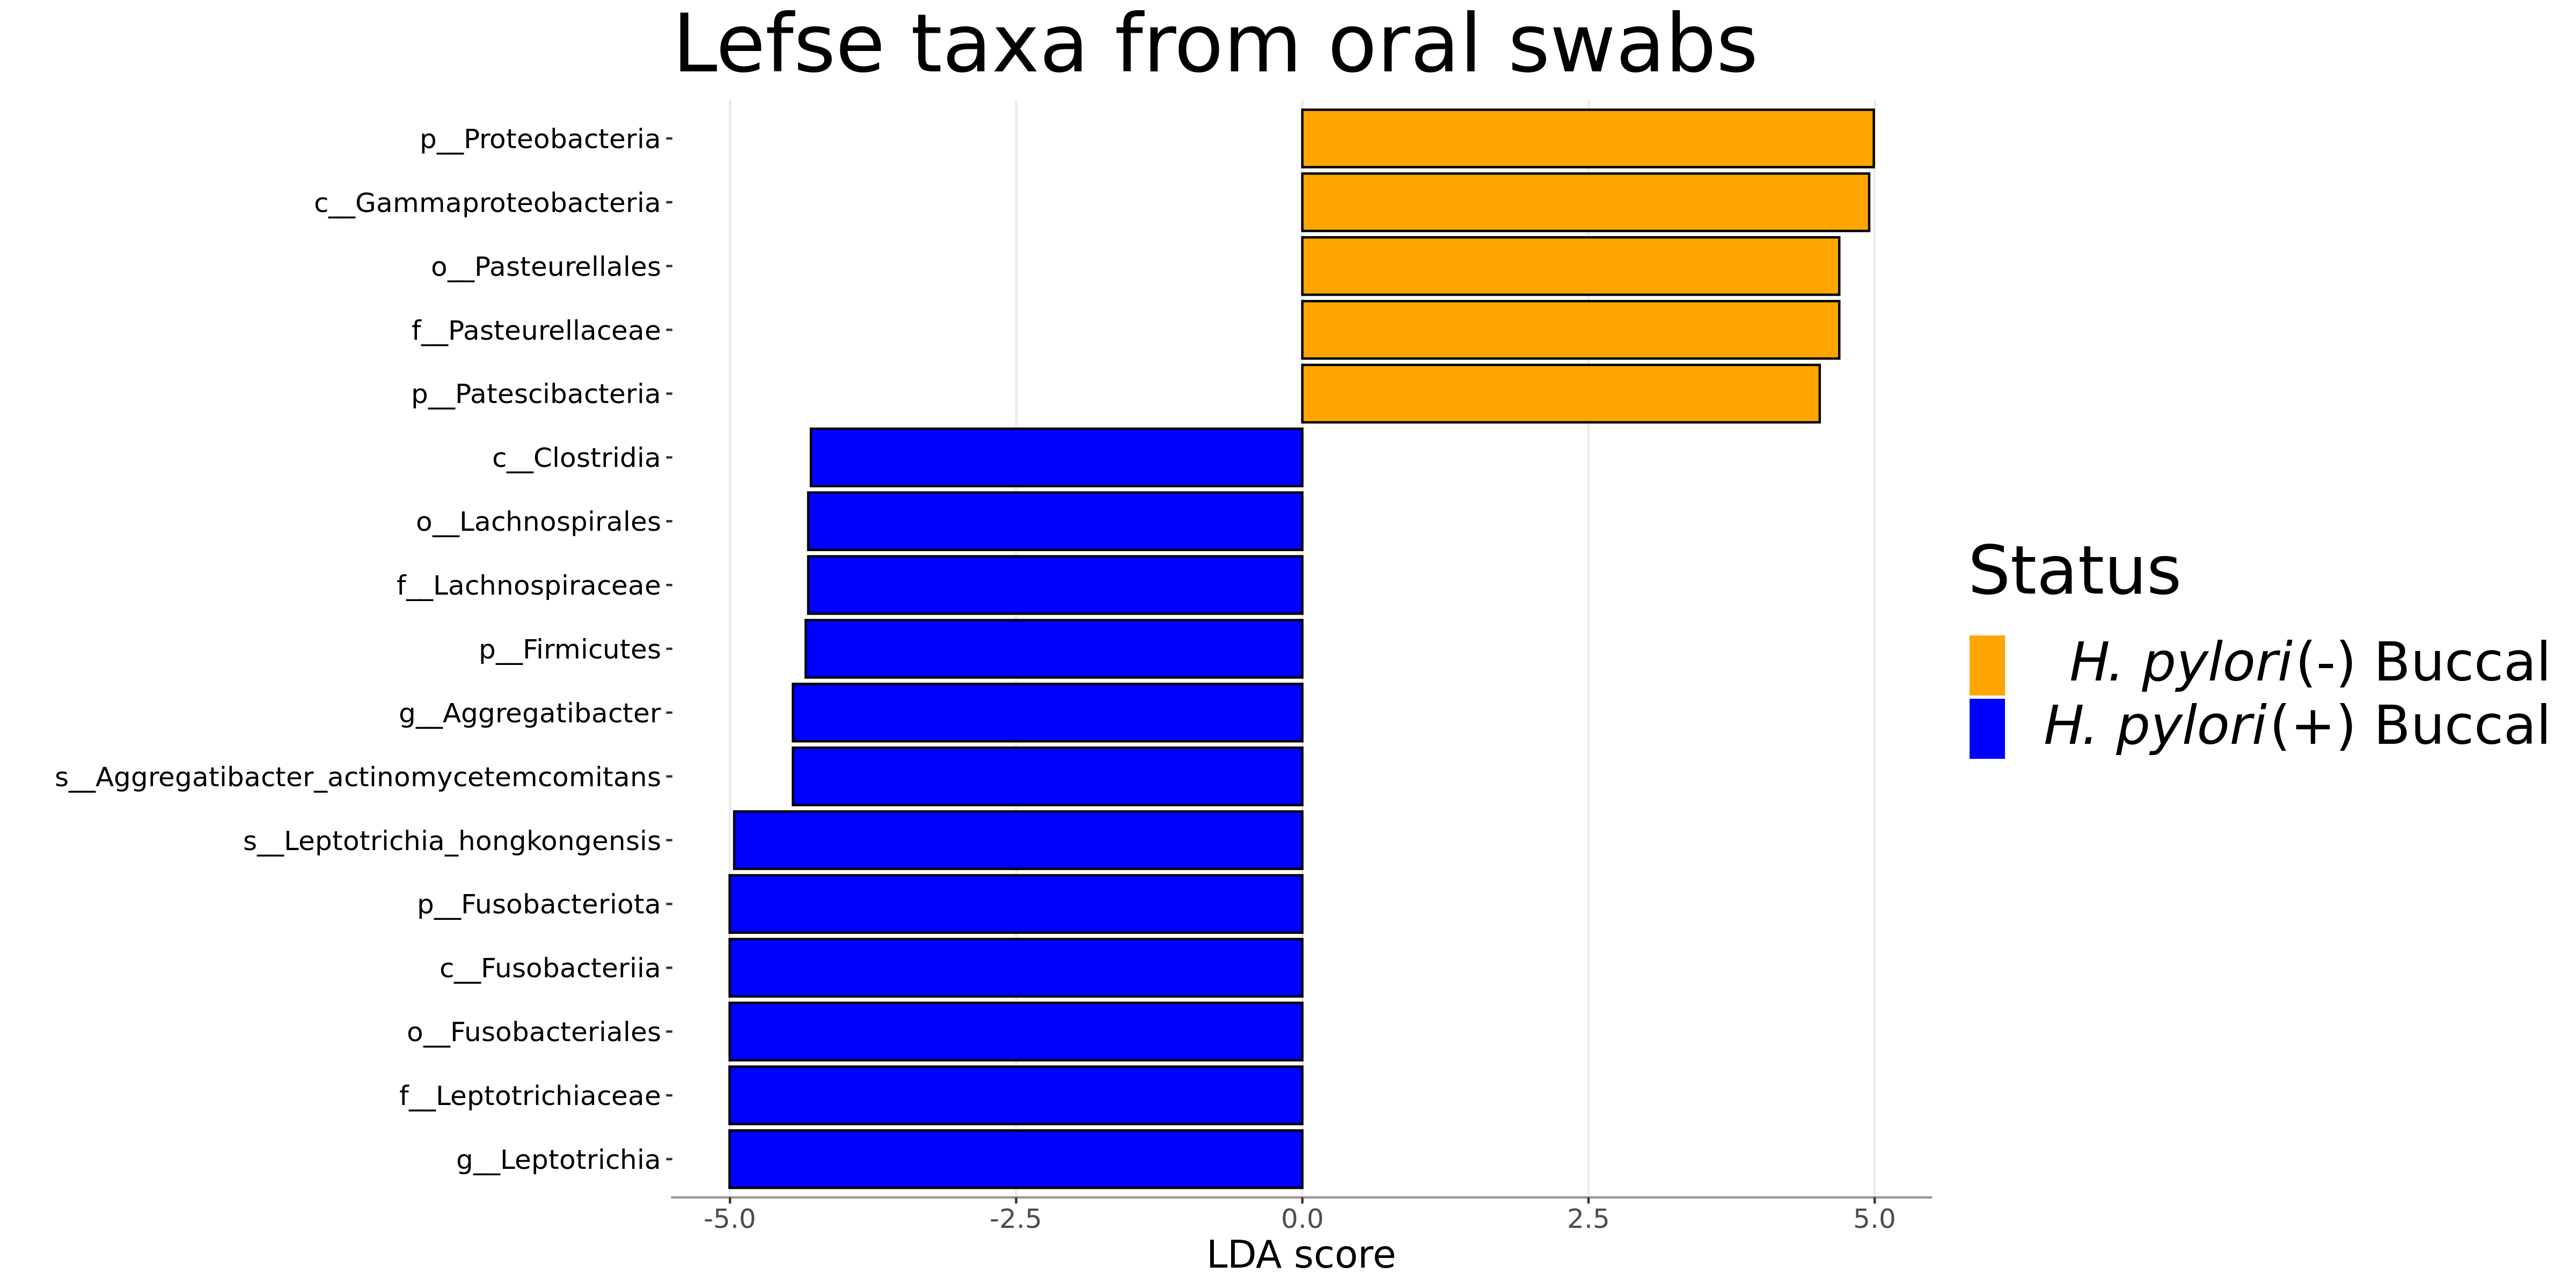 Lefse taxa from oral swabs
p__Proteobacteria
c__Gammaproteobacteria
o__Pasteurellales
f__Pasteurellaceae
p__Patescibacteria
c__Clostridia
o__Lachnospirales
f__Lachnospiraceae
p__Firmicutes
g__Aggregatibacter
s__Aggregatibacter_actinomycetemcomitans
s__Leptotrichia_hongkongensis
p__Fusobacteriota
c__Fusobacteriia
o__Fusobacteriales
f__Leptotrichiaceae
g__Leptotrichia
-5.0 -2.5 0.0 2.5 5.0
LDA score
Status
H. pylori(-) Buccal
H. pylori(+) Buccal